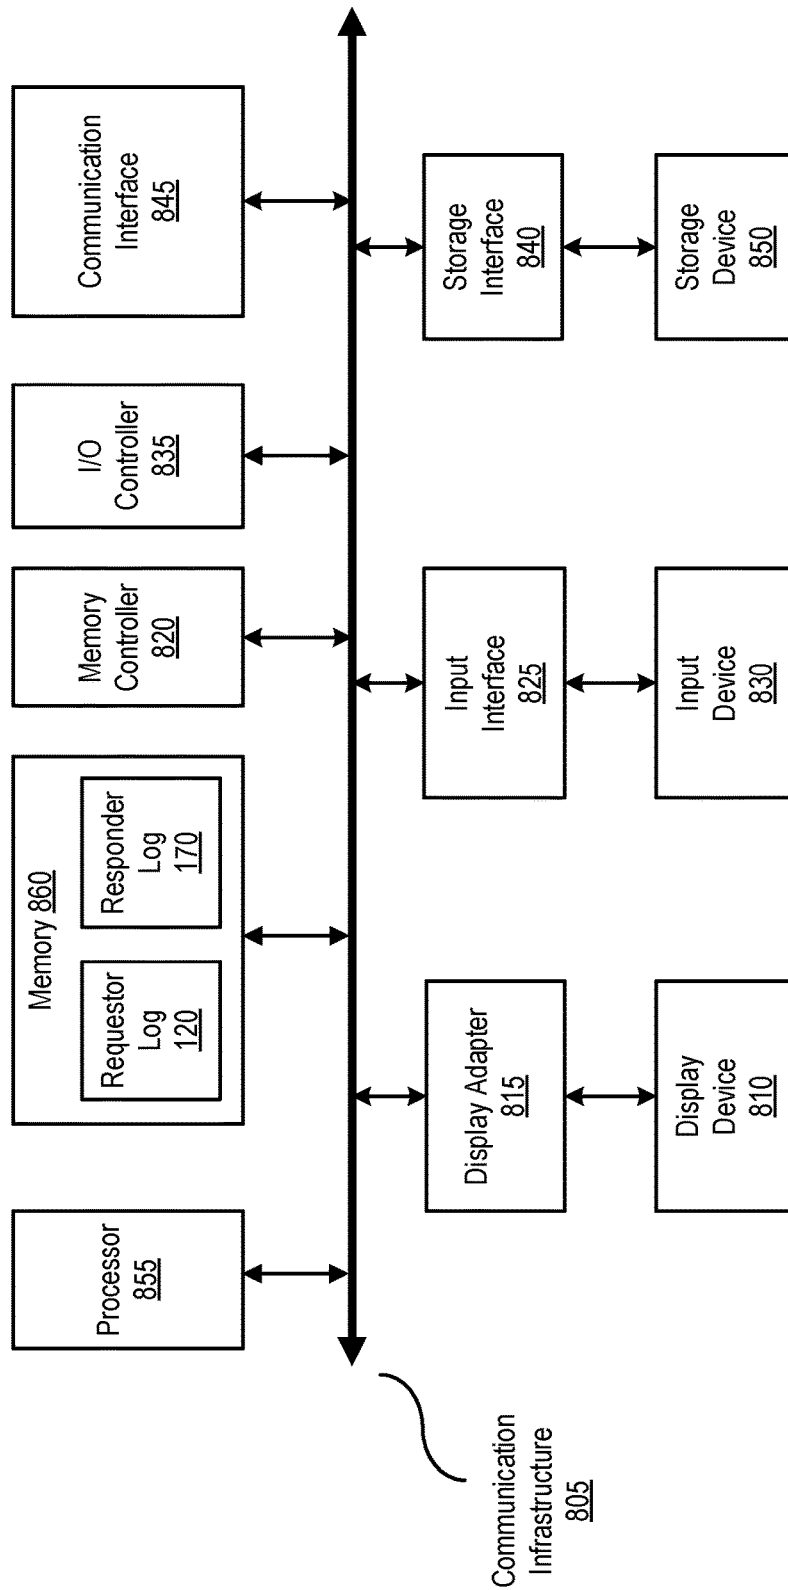 Processor
855
Memory 860
Requestor
Log
120
Responder
Log
170
Memory
Controller
820
I/O
Controller
835
Communication
Interface
845
Communication
Infrastructure
805
Display Adapter
815
Input
Interface
825
Storage
Interface
840
Display
Device
810
Input
Device
830
Storage
Device
850